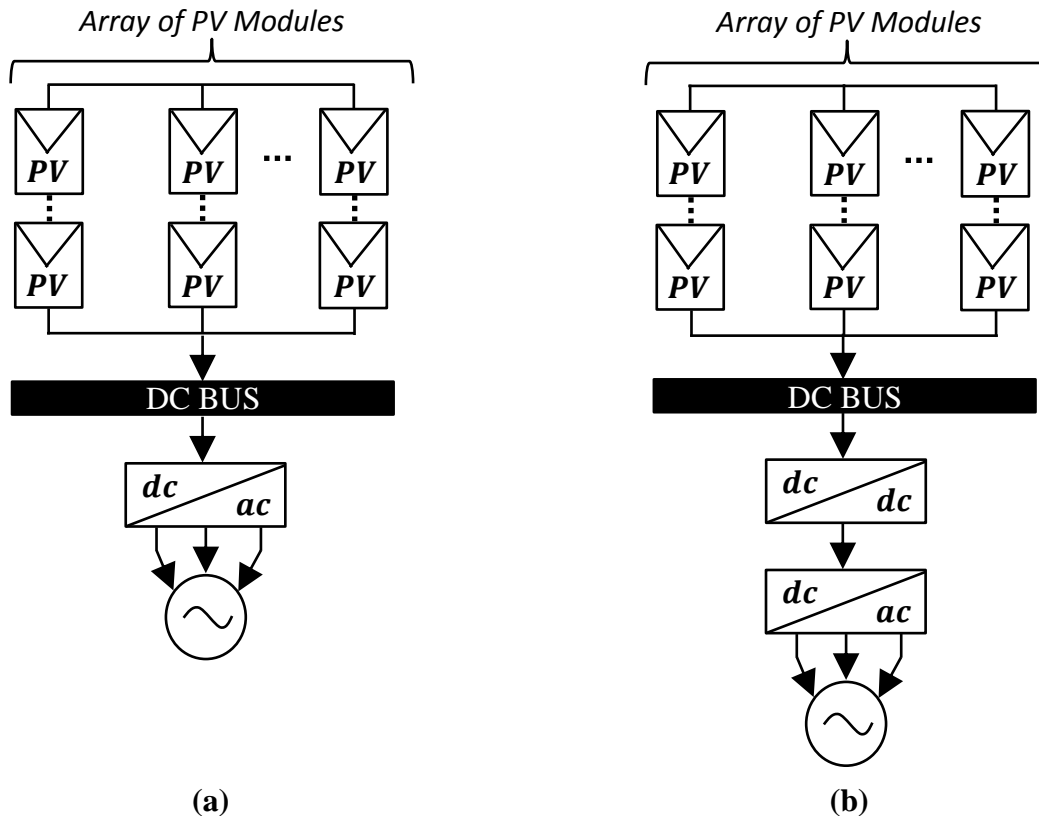 Array of PV Modules
PV PV ... PV
PV PV PV
DC BUS
dc
ac
(a)
Array of PV Modules
PV PV ... PV
PV PV PV
DC BUS
dc
dc
dc
ac
(b)